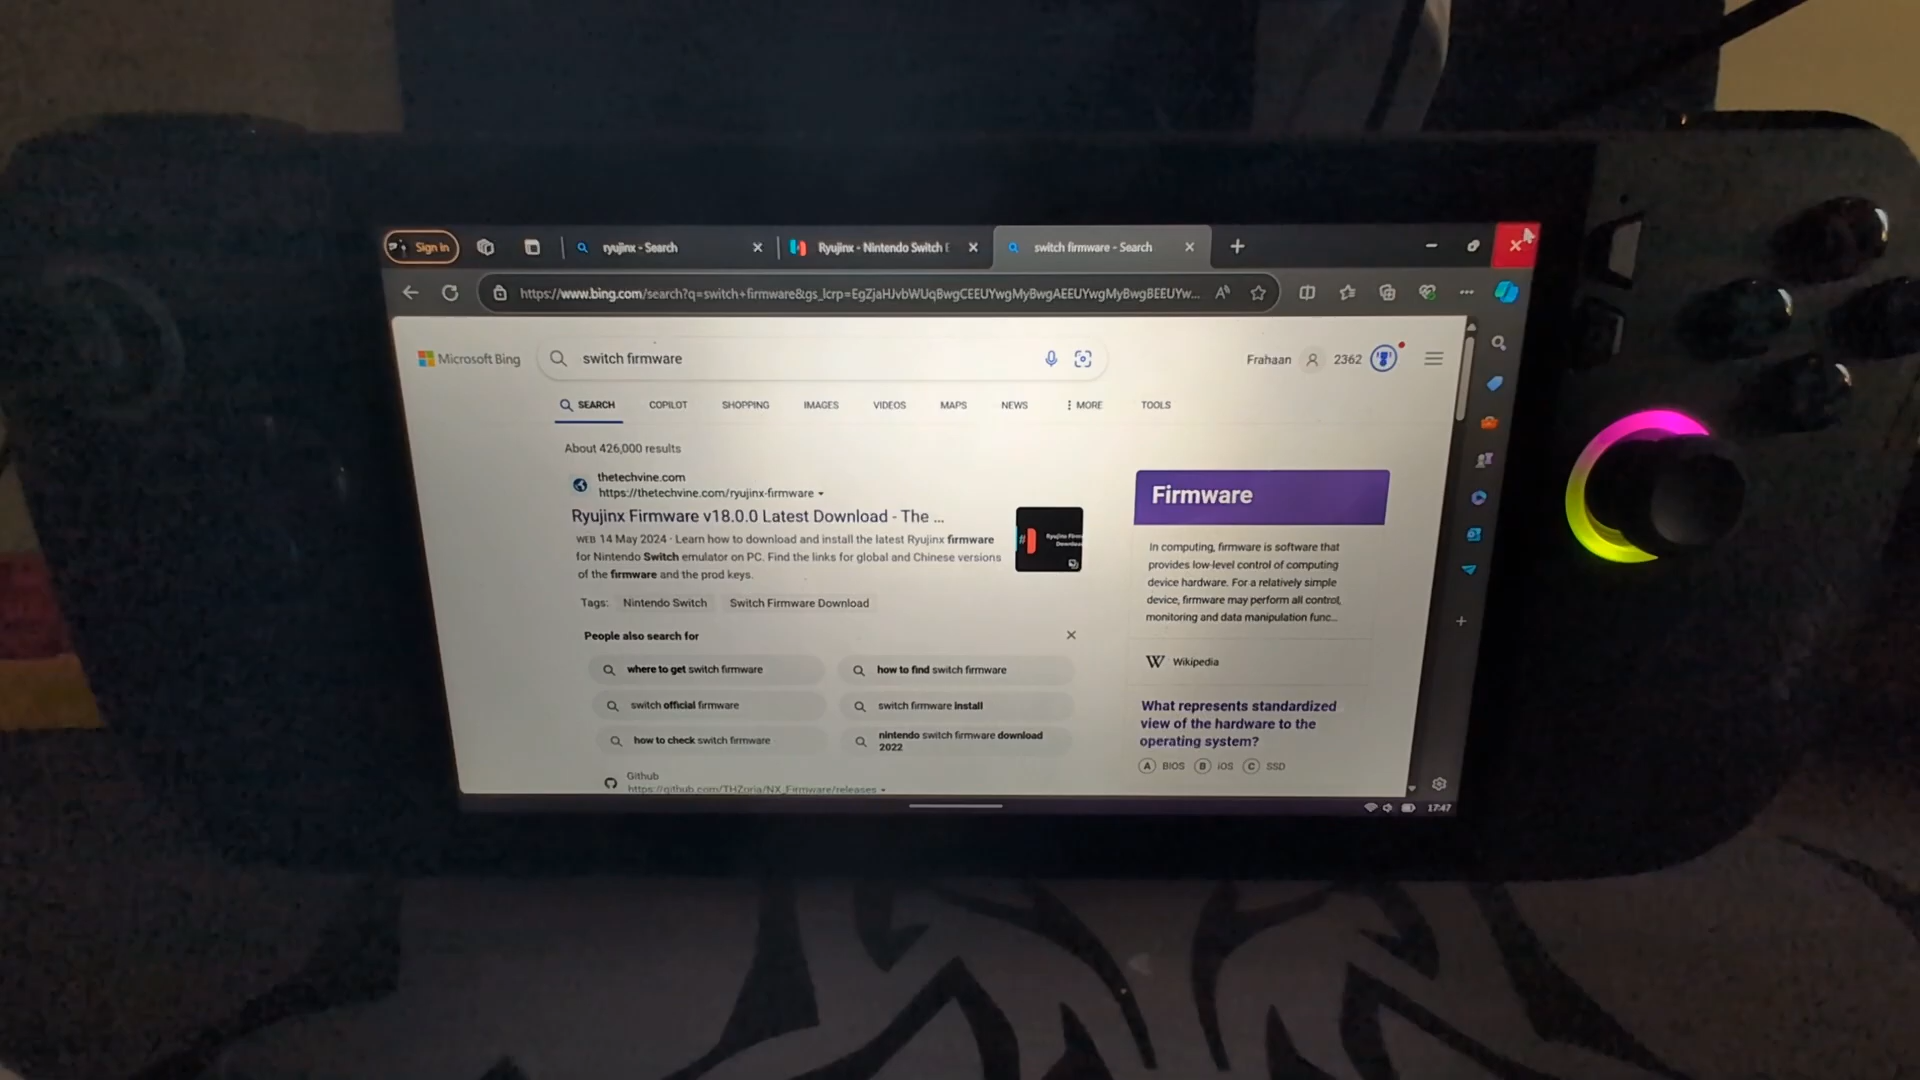 Sign in
ryujinx - Search
Ryujinx - Nintendo Switch E
switch firmware - Search
https://www.bing.com/search?q=switch+firmware&gs_lcrp=EgZjaHJvbWUqBwgCEEUYwgMyBwgAEEUYwgMyBwgBEEUYw...
Microsoft Bing
switch firmware
Frahaan
2362
SEARCH
COPILOT
SHOPPING
IMAGES
VIDEOS
MAPS
NEWS
MORE
TOOLS
About 426,000 results
thetechvine.com
https://thetechvine.com/ryujinx-firmware
Ryujinx Firmware v18.0.0 Latest Download - The ...
WEB 14 May 2024 · Learn how to download and install the latest Ryujinx firmware
for Nintendo Switch emulator on PC. Find the links for global and Chinese versions
of the firmware and the prod keys.
Tags: Nintendo Switch Switch Firmware Download
People also search for
where to get switch firmware
how to find switch firmware
switch official firmware
switch firmware install
how to check switch firmware
nintendo switch firmware download
2022
Github
https://github.com/THZoria/NX_Firmware/releases
Firmware
In computing, firmware is software that
provides low-level control of computing
device hardware. For a relatively simple
device, firmware may perform all control,
monitoring and data manipulation func...
W Wikipedia
What represents standardized
view of the hardware to the
operating system?
A BIOS B iOS C SSD
17:47